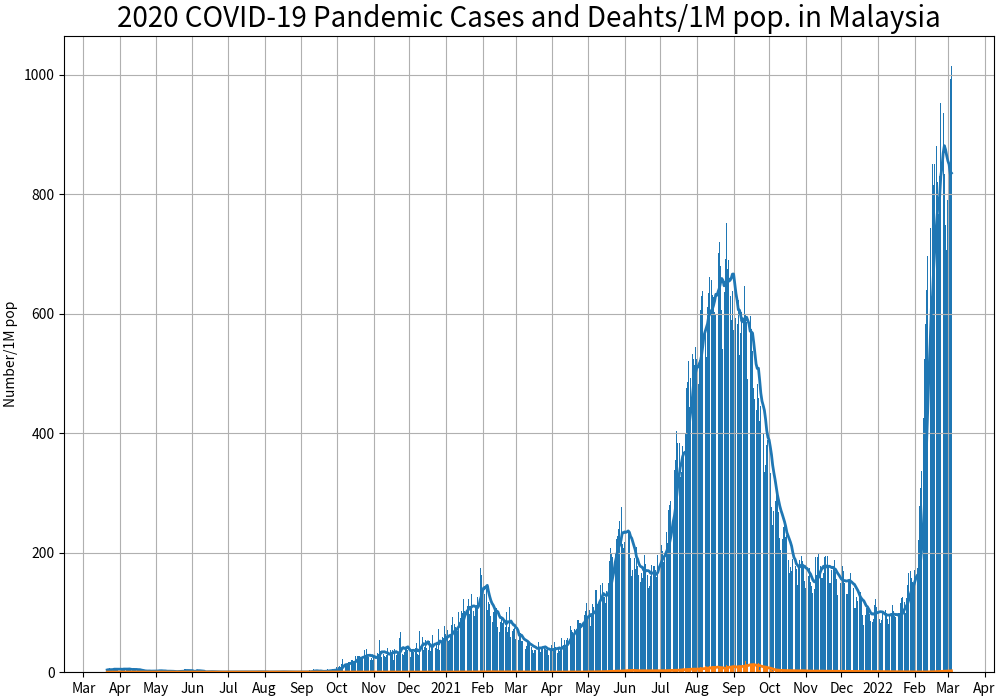 2020 COVID-19 Pandemic Cases and Deahts/1M pop. in Malaysia
Number/1M pop
1000
800
600
400
200
0
Mar Apr May Jun Jul Aug Sep Oct Nov Dec 2021 Feb Mar Apr May Jun Jul Aug Sep Oct Nov Dec 2022 Feb Mar Apr